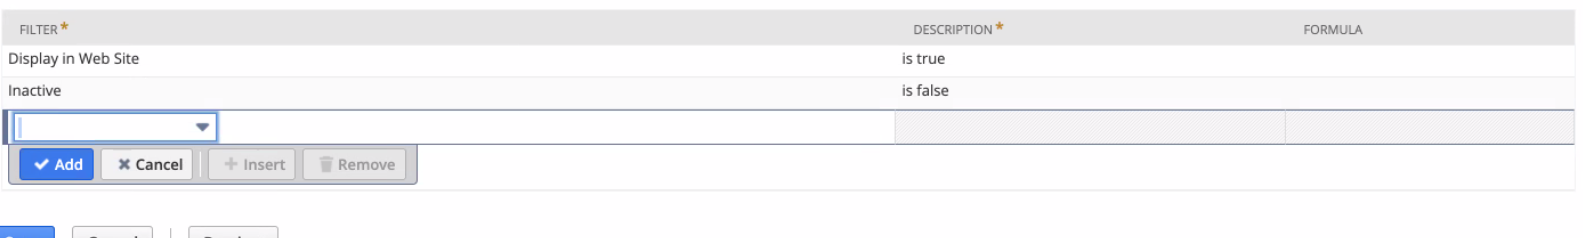 FILTER * DESCRIPTION * FORMULA
Display in Web Site is true
Inactive is false
Add Cancel Insert Remove